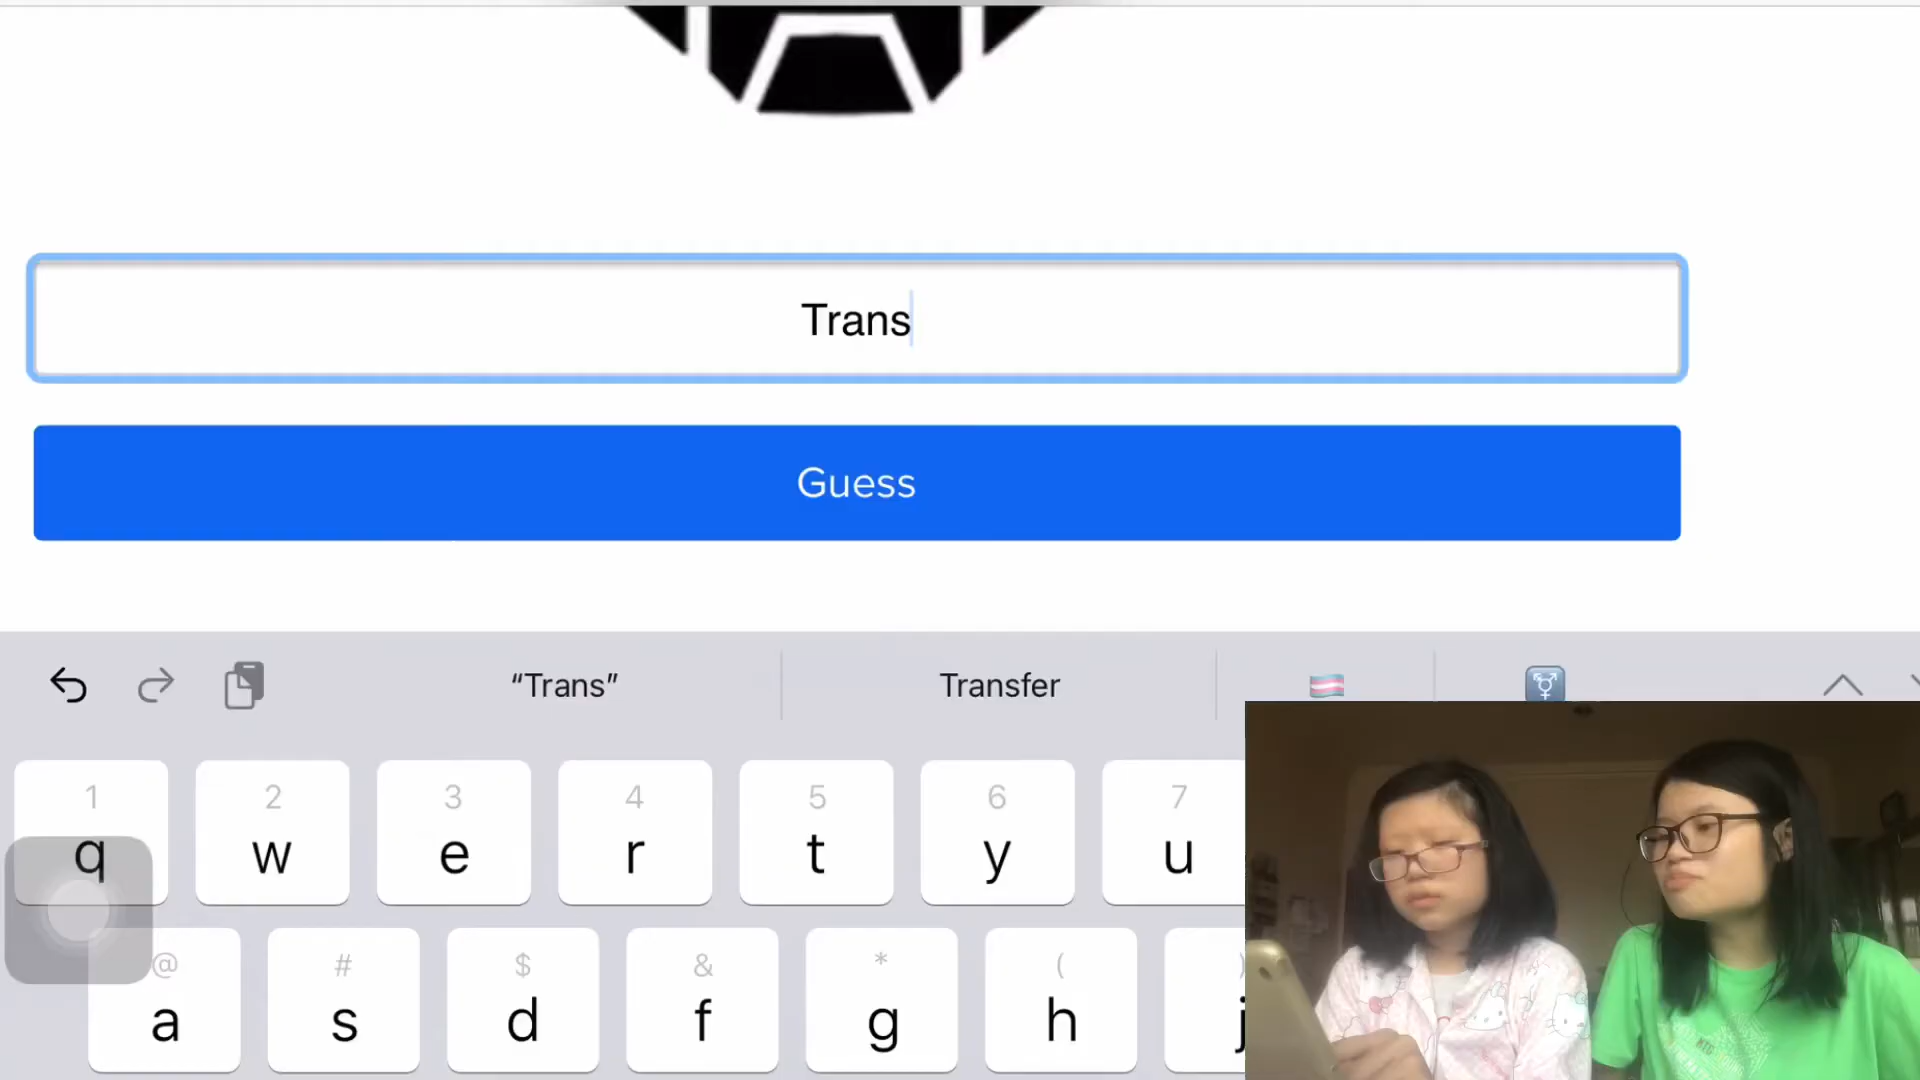 Trans
Guess
“Trans” Transfer
1 2 3 4 5 6 7
q w e r t y u
@ # $ & * ( )
a s d f g h j